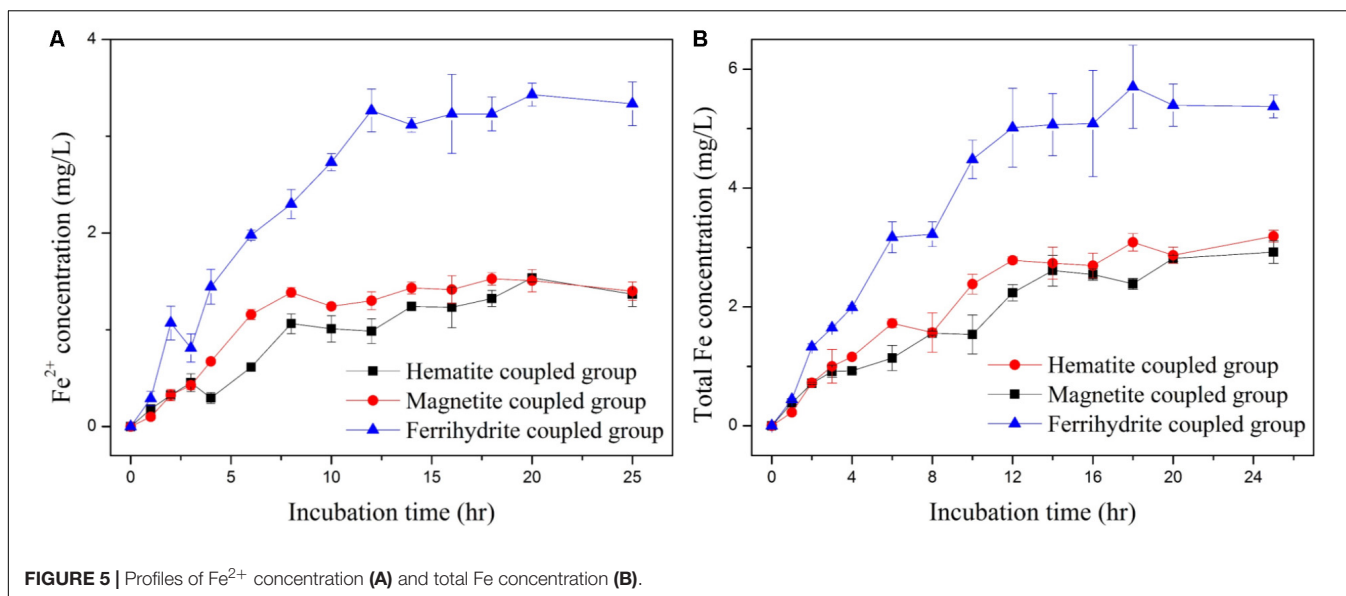 A
4
2
0
Fe2+ concentration (mg/L)
Hematite coupled group
Magnetite coupled group
Ferrihydrite coupled group
0 5 10 15 20 25
Incubation time (hr)
B
6
4
2
0
Total Fe concentration (mg/L)
Hematite coupled group
Magnetite coupled group
Ferrihydrite coupled group
0 4 8 12 16 20 24
Incubation time (hr)
FIGURE 5 | Profiles of Fe2+ concentration (A) and total Fe concentration (B).